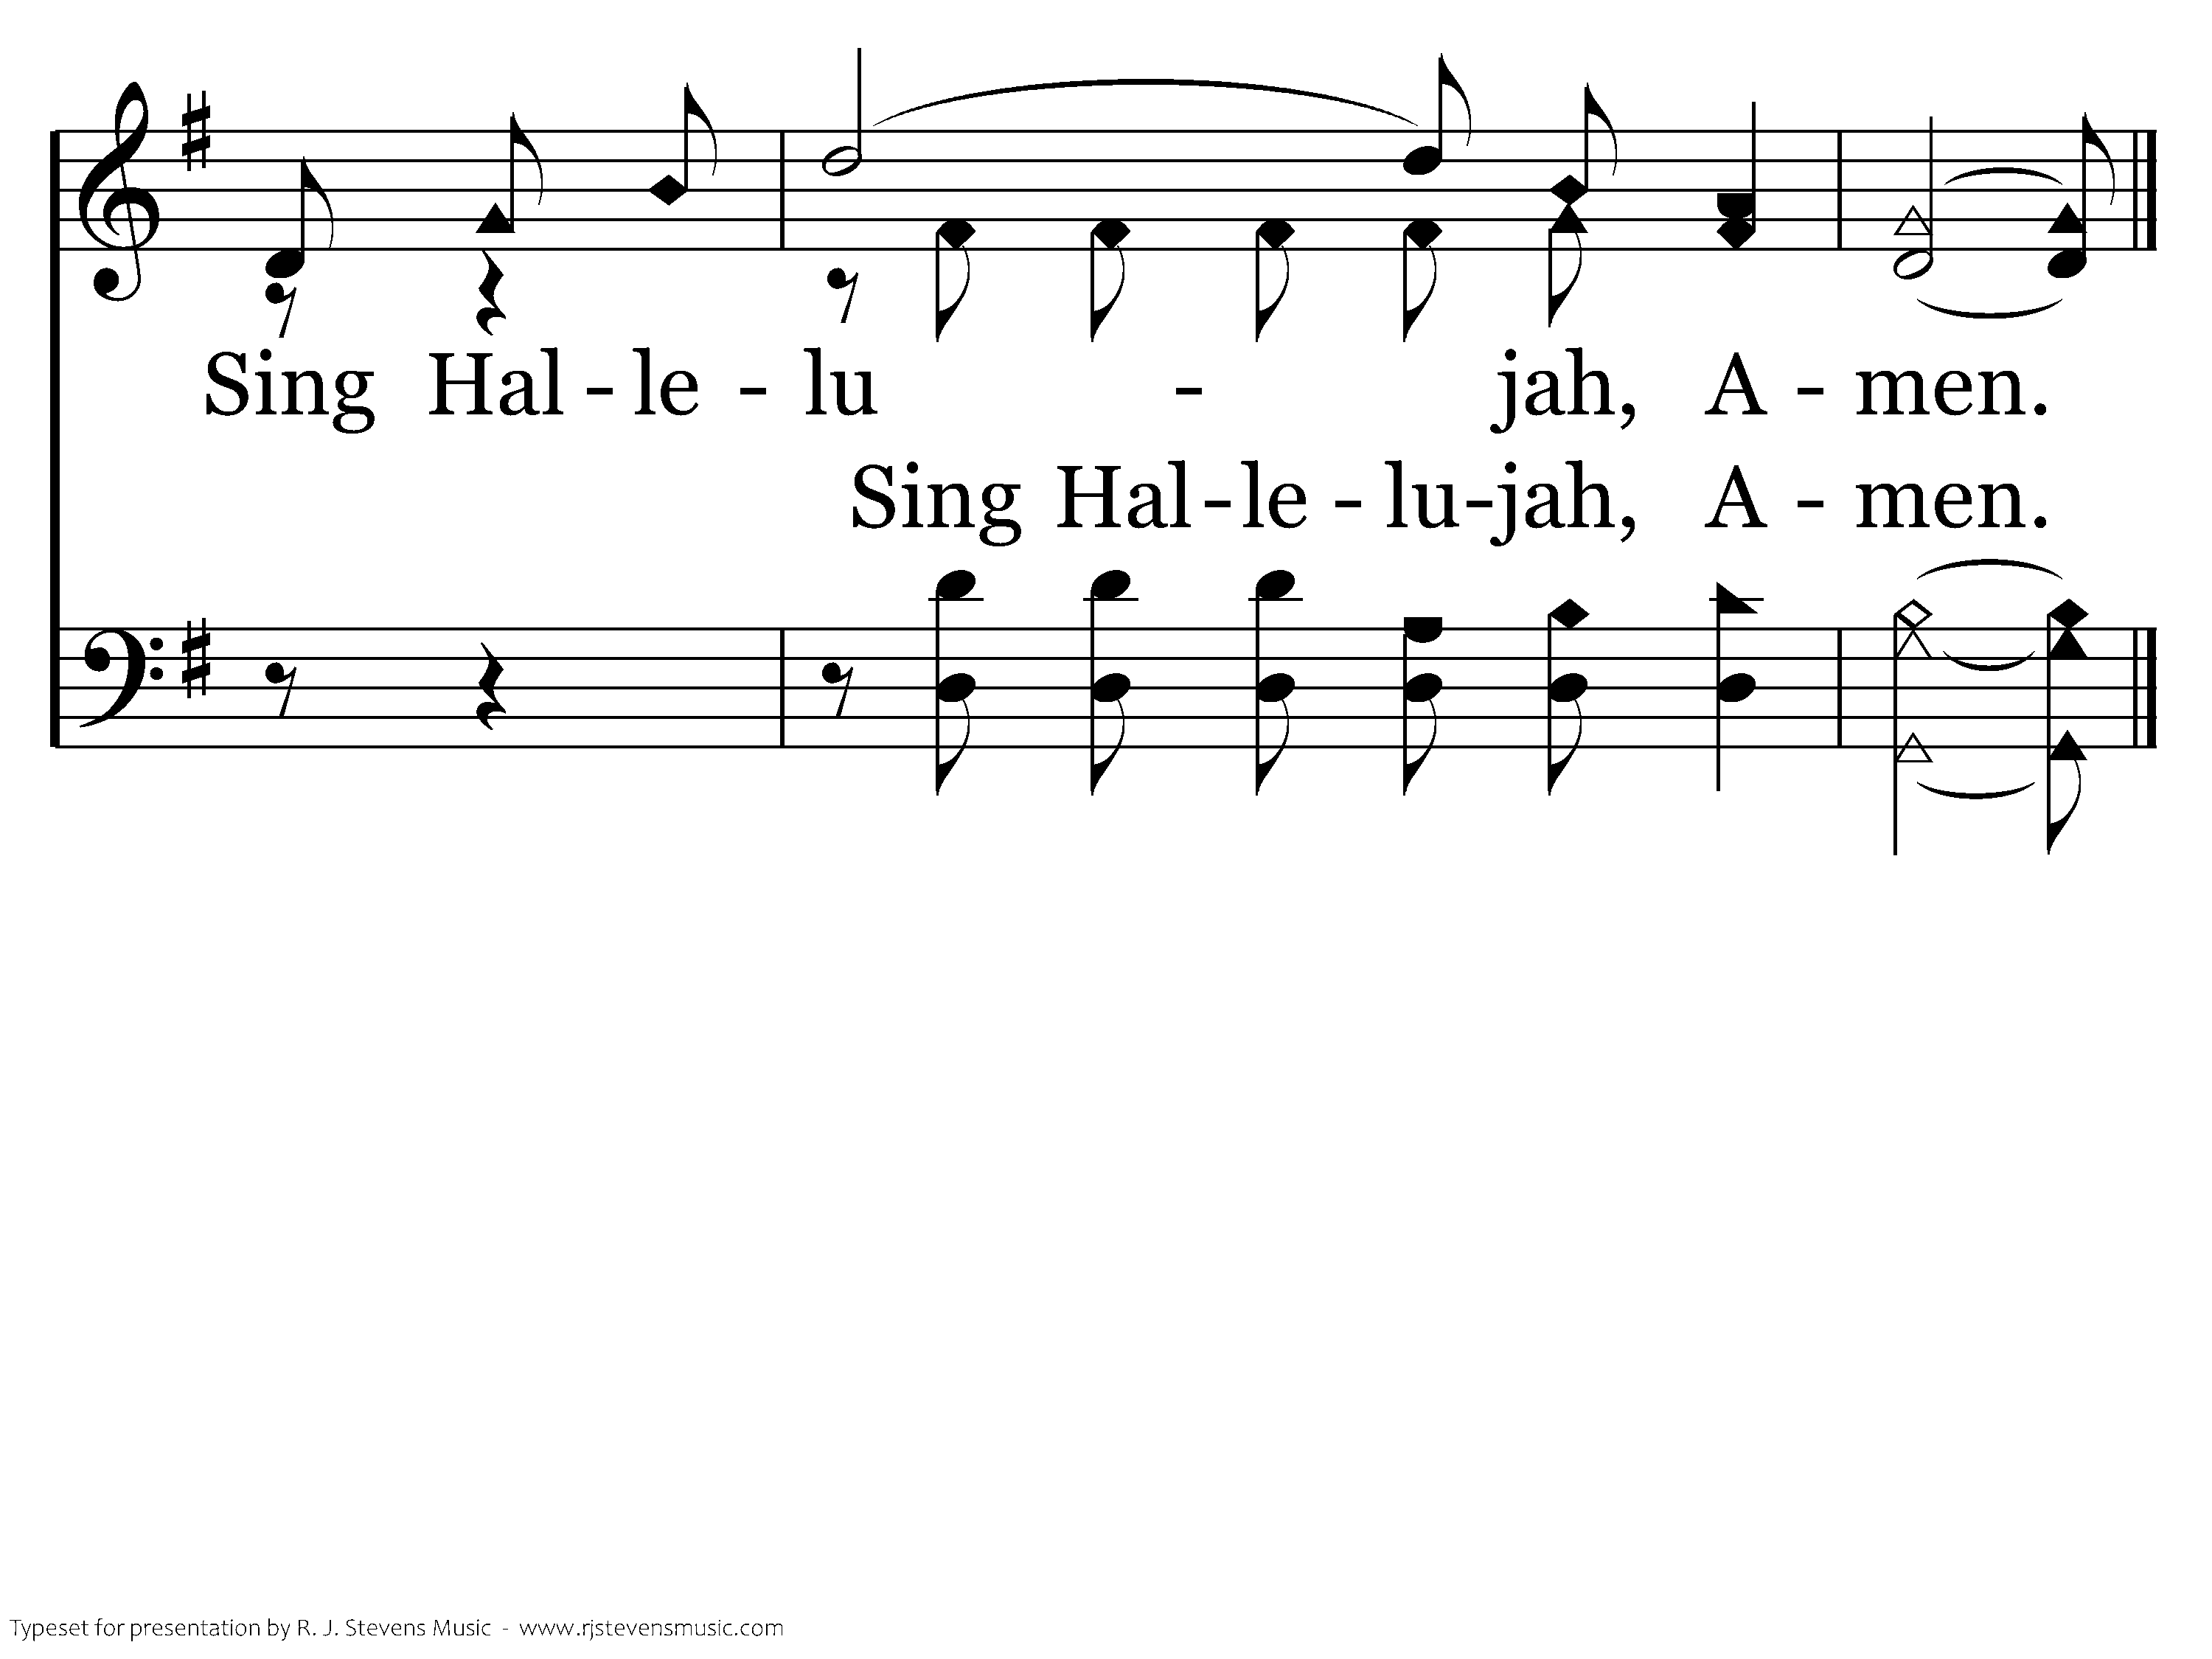 Sing Hal - le - lu - jah, A - men.
Sing Hal - le - lu - jah, A - men.
Typeset for presentation by R. J. Stevens Music - www.rjstevensmusic.com